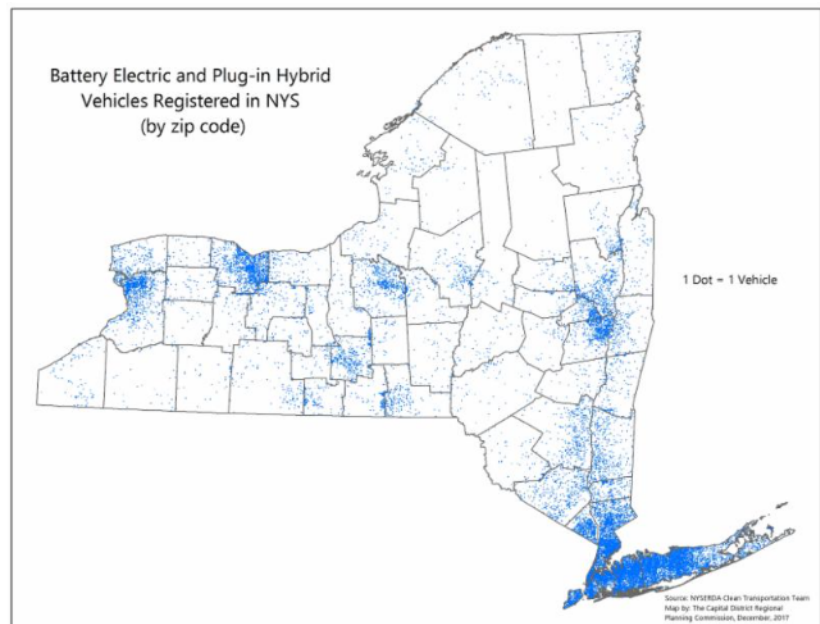 Battery Electric and Plug-in Hybrid
Vehicles Registered in NYS
(by zip code)
1 Dot = 1 Vehicle
Source: NYSERDA Clean Transportation Team
Map by: The Capital District Regional
Planning Commission, December, 2017